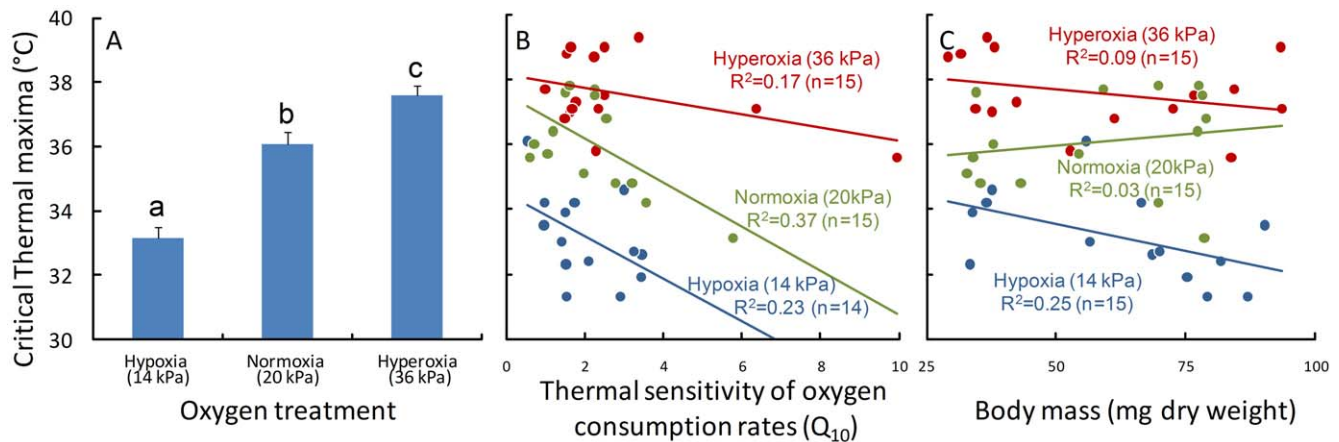 Critical Thermal maxima (°C)
40
38
36
34
32
30
A
a
b
c
Hypoxia
(14 kPa)
Normoxia
(20 kPa)
Hyperoxia
(36 kPa)
Oxygen treatment
B
Hyperoxia (36 kPa)
R²=0.17 (n=15)
Normoxia (20kPa)
R²=0.37 (n=15)
Hypoxia (14 kPa)
R²=0.23 (n=14)
0 2 4 6 8 10
Thermal sensitivity of oxygen
consumption rates (Q₁₀)
C
Hyperoxia (36 kPa)
R²=0.09 (n=15)
Normoxia (20kPa)
R²=0.03 (n=15)
Hypoxia (14 kPa)
R²=0.25 (n=15)
25 50 75 100
Body mass (mg dry weight)